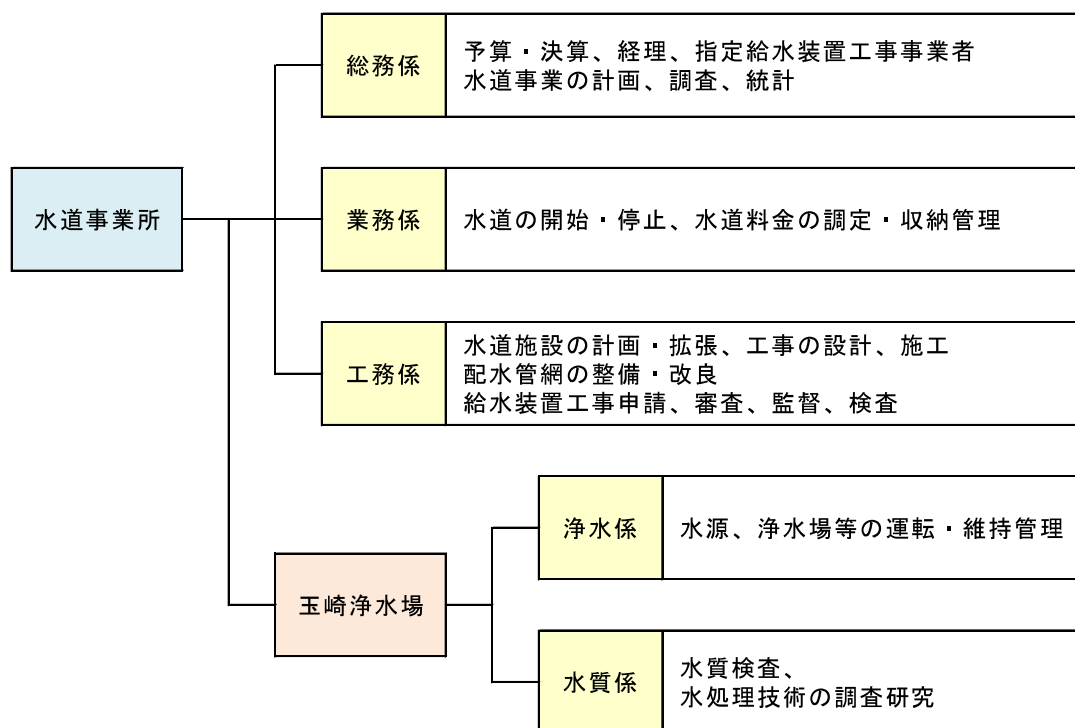 総務係
予算・決算、経理、指定給水装置工事事業者
水道事業の計画、調査、統計
水道事業所
業務係
水道の開始・停止、水道料金の調定・収納管理
工務係
水道施設の計画・拡張、工事の設計、施工
配水管網の整備・改良
給水装置工事申請、審査、監督、検査
浄水係
水源、浄水場等の運転・維持管理
玉崎浄水場
水質係
水質検査、
水処理技術の調査研究